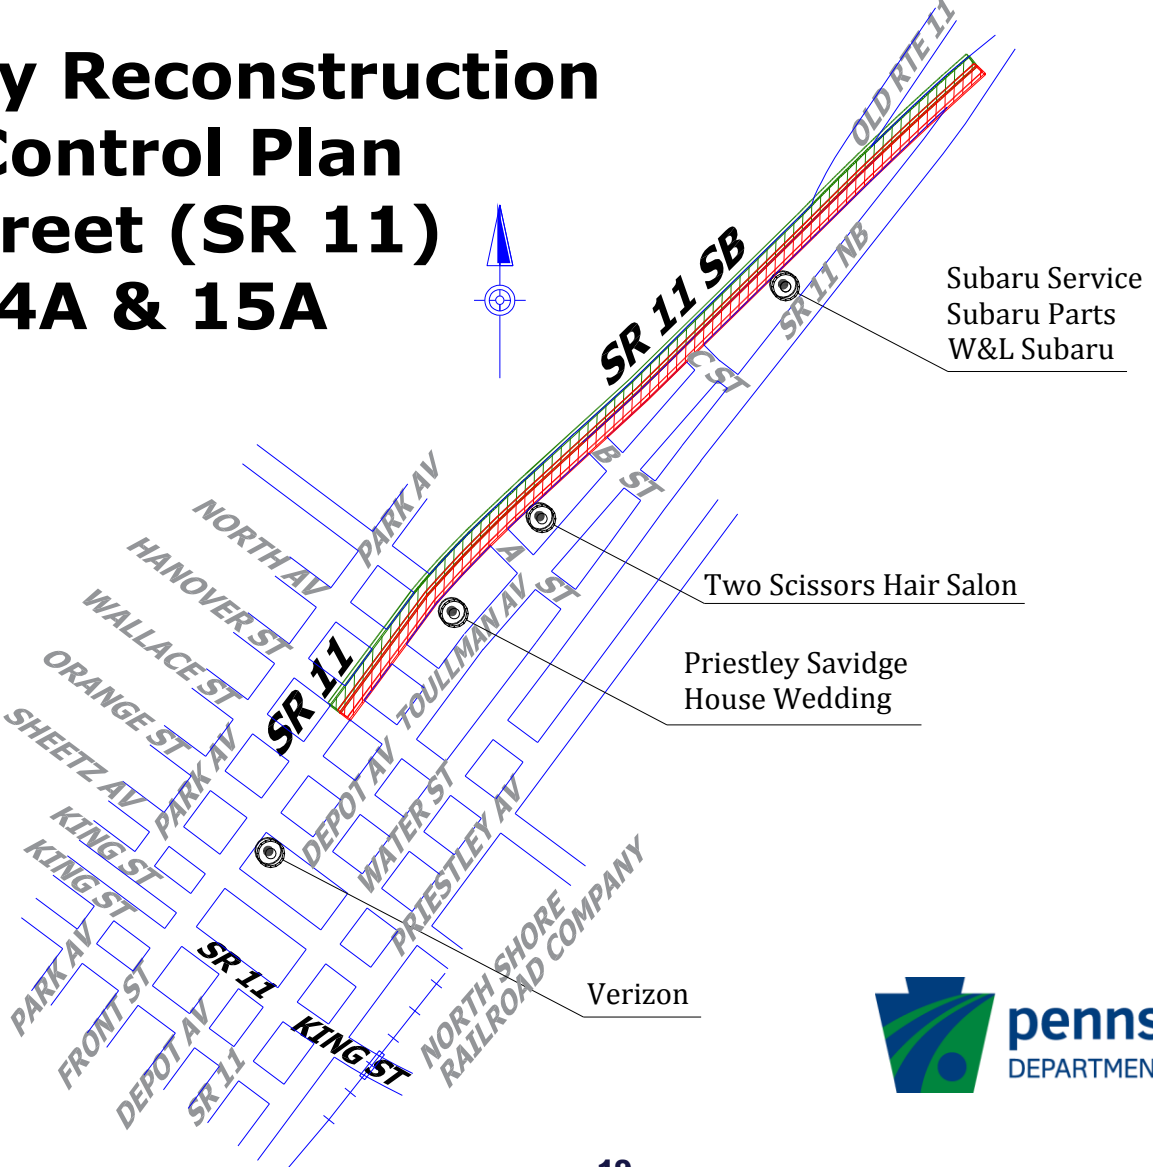 y Reconstruction
Control Plan
reet (SR 11)
4A & 15A
OLD RTE 11
SR 11 SB
SR 11 NB
Subaru Service
Subaru Parts
W&L Subaru
C ST
B ST
A ST
PARK AV
NORTH AV
HANOVER ST
WALLACE ST
ORANGE ST
SHEETZ AV
KING ST
KING ST
PARK AV
SR 11
TOULLMAN AV
Two Scissors Hair Salon
Priestley Savidge
House Wedding
DEPOT AV
WATER ST
PRIESTLEY AV
NORTH SHORE
RAILROAD COMPANY
Verizon
SR 11
KING ST
PARK AV
FRONT ST
DEPOT AV
SR 11
penns
DEPARTMEN